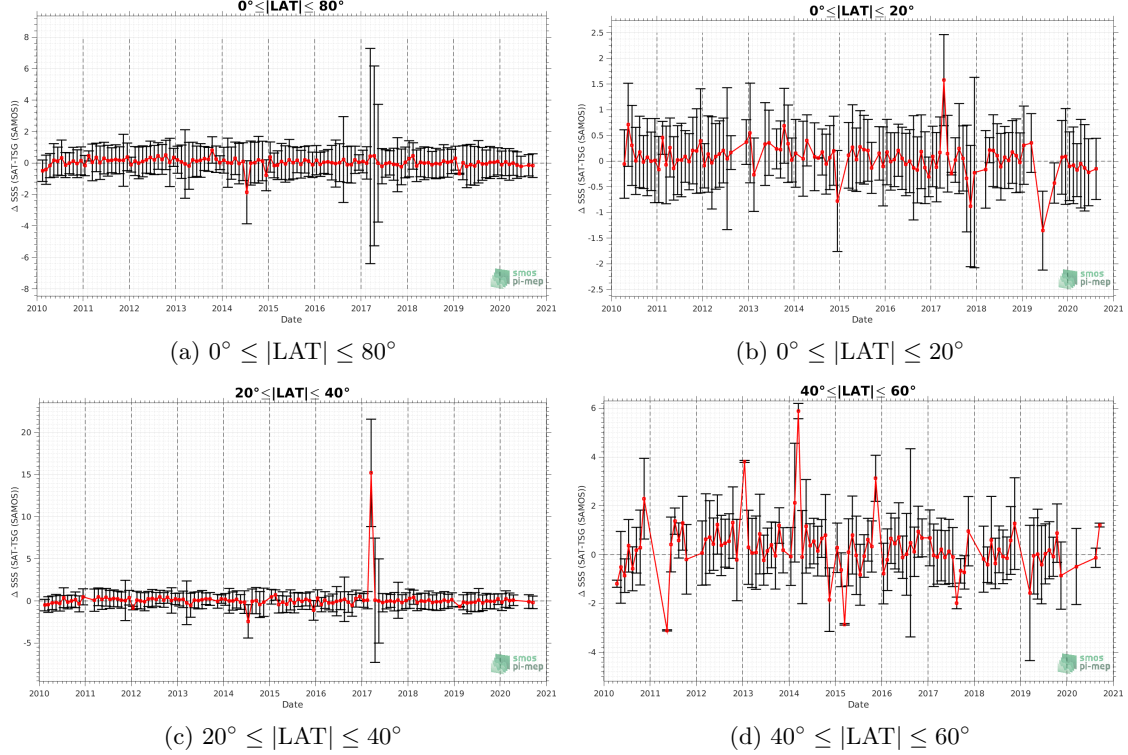 0°≤|LAT|≤ 80°
Δ SSS (SAT-TSG (SAMOS))
8
6
4
2
0
-2
-4
-6
-8
2010 2011 2012 2013 2014 2015 2016 2017 2018 2019 2020 2021
Date
smos
pi-mep
(a) 0° ≤ |LAT| ≤ 80°
0°≤|LAT|≤ 20°
Δ SSS (SAT-TSG (SAMOS))
2.5
2
1.5
1
0.5
0
-0.5
-1
-1.5
-2
-2.5
2010 2011 2012 2013 2014 2015 2016 2017 2018 2019 2020 2021
Date
smos
pi-mep
(b) 0° ≤ |LAT| ≤ 20°
20°≤|LAT|≤ 40°
Δ SSS (SAT-TSG (SAMOS))
20
15
10
5
0
-5
2010 2011 2012 2013 2014 2015 2016 2017 2018 2019 2020 2021
Date
smos
pi-mep
(c) 20° ≤ |LAT| ≤ 40°
40°≤|LAT|≤ 60°
Δ SSS (SAT-TSG (SAMOS))
6
4
2
0
-2
-4
2010 2011 2012 2013 2014 2015 2016 2017 2018 2019 2020 2021
Date
smos
pi-mep
(d) 40° ≤ |LAT| ≤ 60°